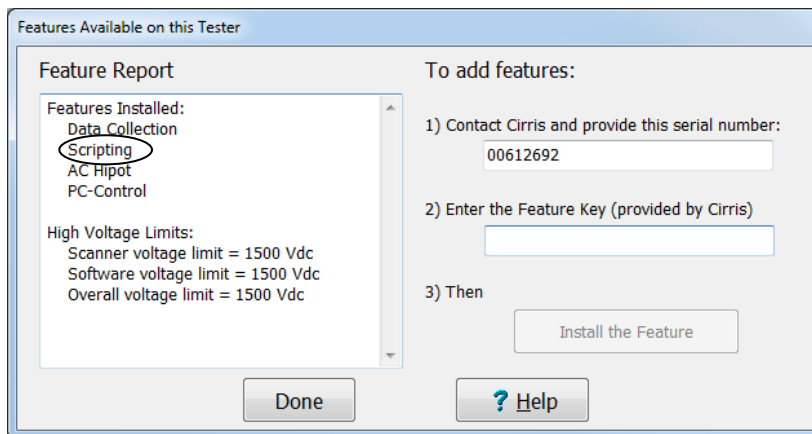 Features Available on this Tester
Feature Report
Features Installed:
Data Collection
Scripting
AC Hipot
PC-Control
High Voltage Limits:
Scanner voltage limit = 1500 Vdc
Software voltage limit = 1500 Vdc
Overall voltage limit = 1500 Vdc
To add features:
1) Contact Cirris and provide this serial number:
00612692
2) Enter the Feature Key (provided by Cirris)
3) Then
Install the Feature
Done
? Help